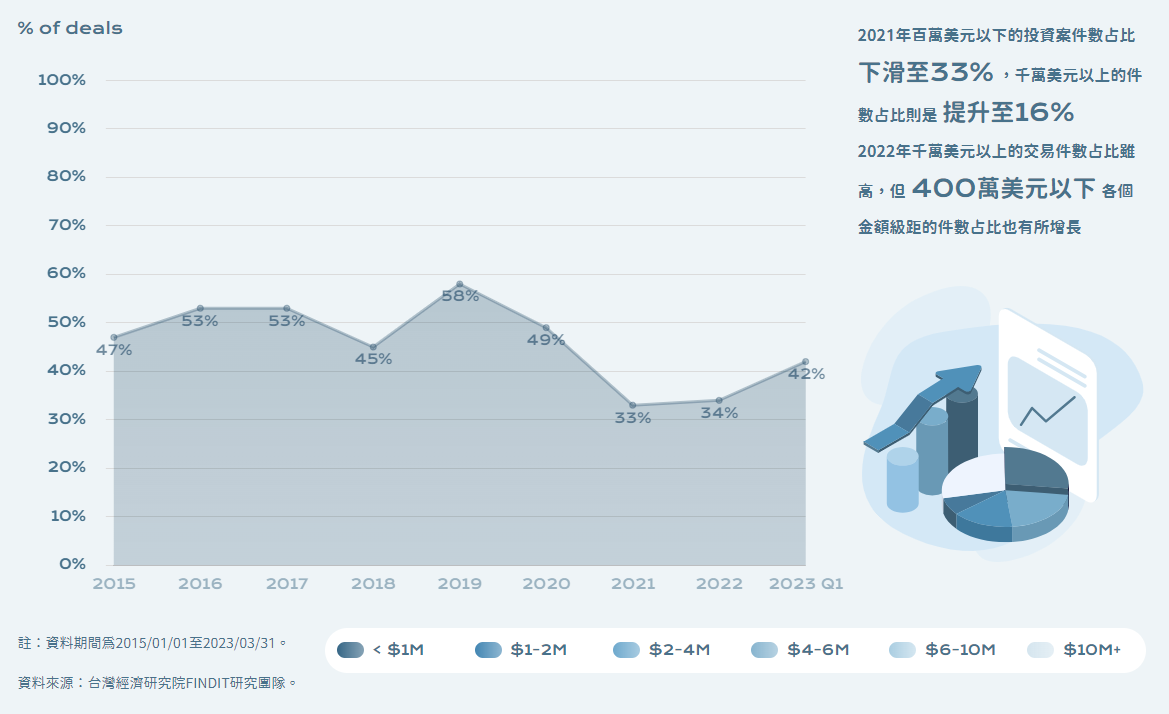 % of deals
100%
90%
80%
70%
60%
50%
40%
30%
20%
10%
0%
47%
53%
53%
45%
58%
49%
33%
34%
42%
2015
2016
2017
2018
2019
2020
2021
2022
2023 Q1
2021年百萬美元以下的投資案件數占比
下滑至33%，千萬美元以上的件
數占比則是 提升至16%
2022年千萬美元以上的交易件數占比雖
高，但 400萬美元以下 各個
金額級距的件數占比也有所增長
註：資料期間為2015/01/01至2023/03/31。
資料來源：台灣經濟研究院FINDIT研究團隊。
< $1M
$1-2M
$2-4M
$4-6M
$6-10M
$10M+